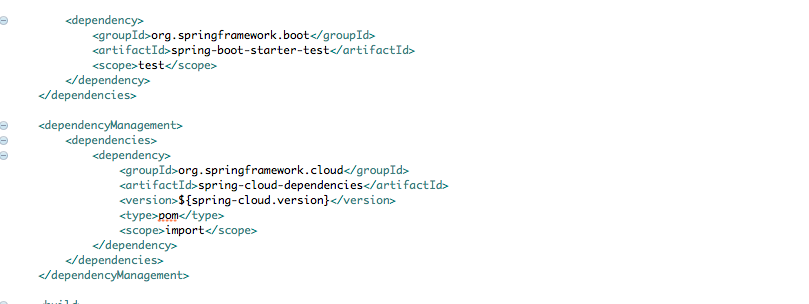 <dependency>
<groupId>org.springframework.boot</groupId>
<artifactId>spring-boot-starter-test</artifactId>
<scope>test</scope>
</dependency>
</dependencies>
<dependencyManagement>
<dependencies>
<dependency>
<groupId>org.springframework.cloud</groupId>
<artifactId>spring-cloud-dependencies</artifactId>
<version>${spring-cloud.version}</version>
<type>pom</type>
<scope>import</scope>
</dependency>
</dependencies>
</dependencyManagement>